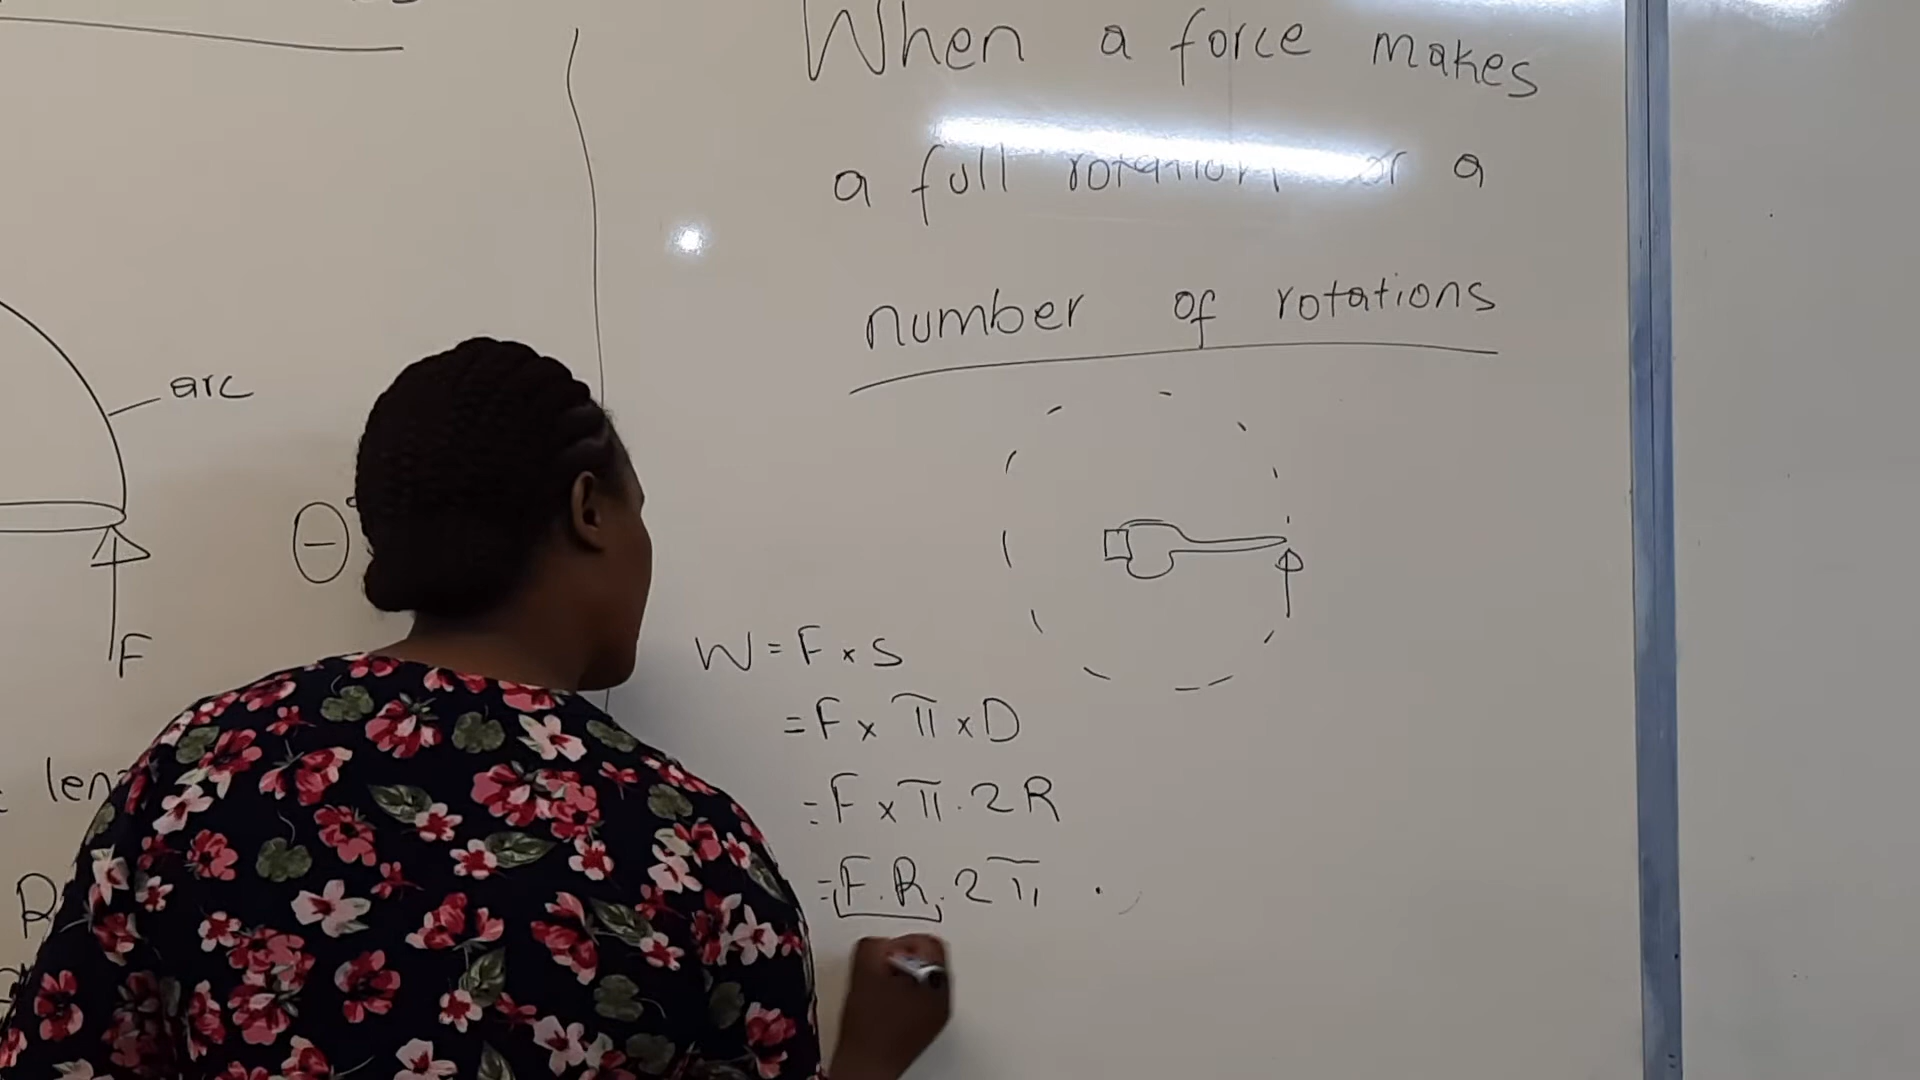 arc
θ
F
len
R
When a force makes
a full rotation or a
number of rotations
W = F × S
= F × π × D
= F × π . 2R
= F.R. 2π